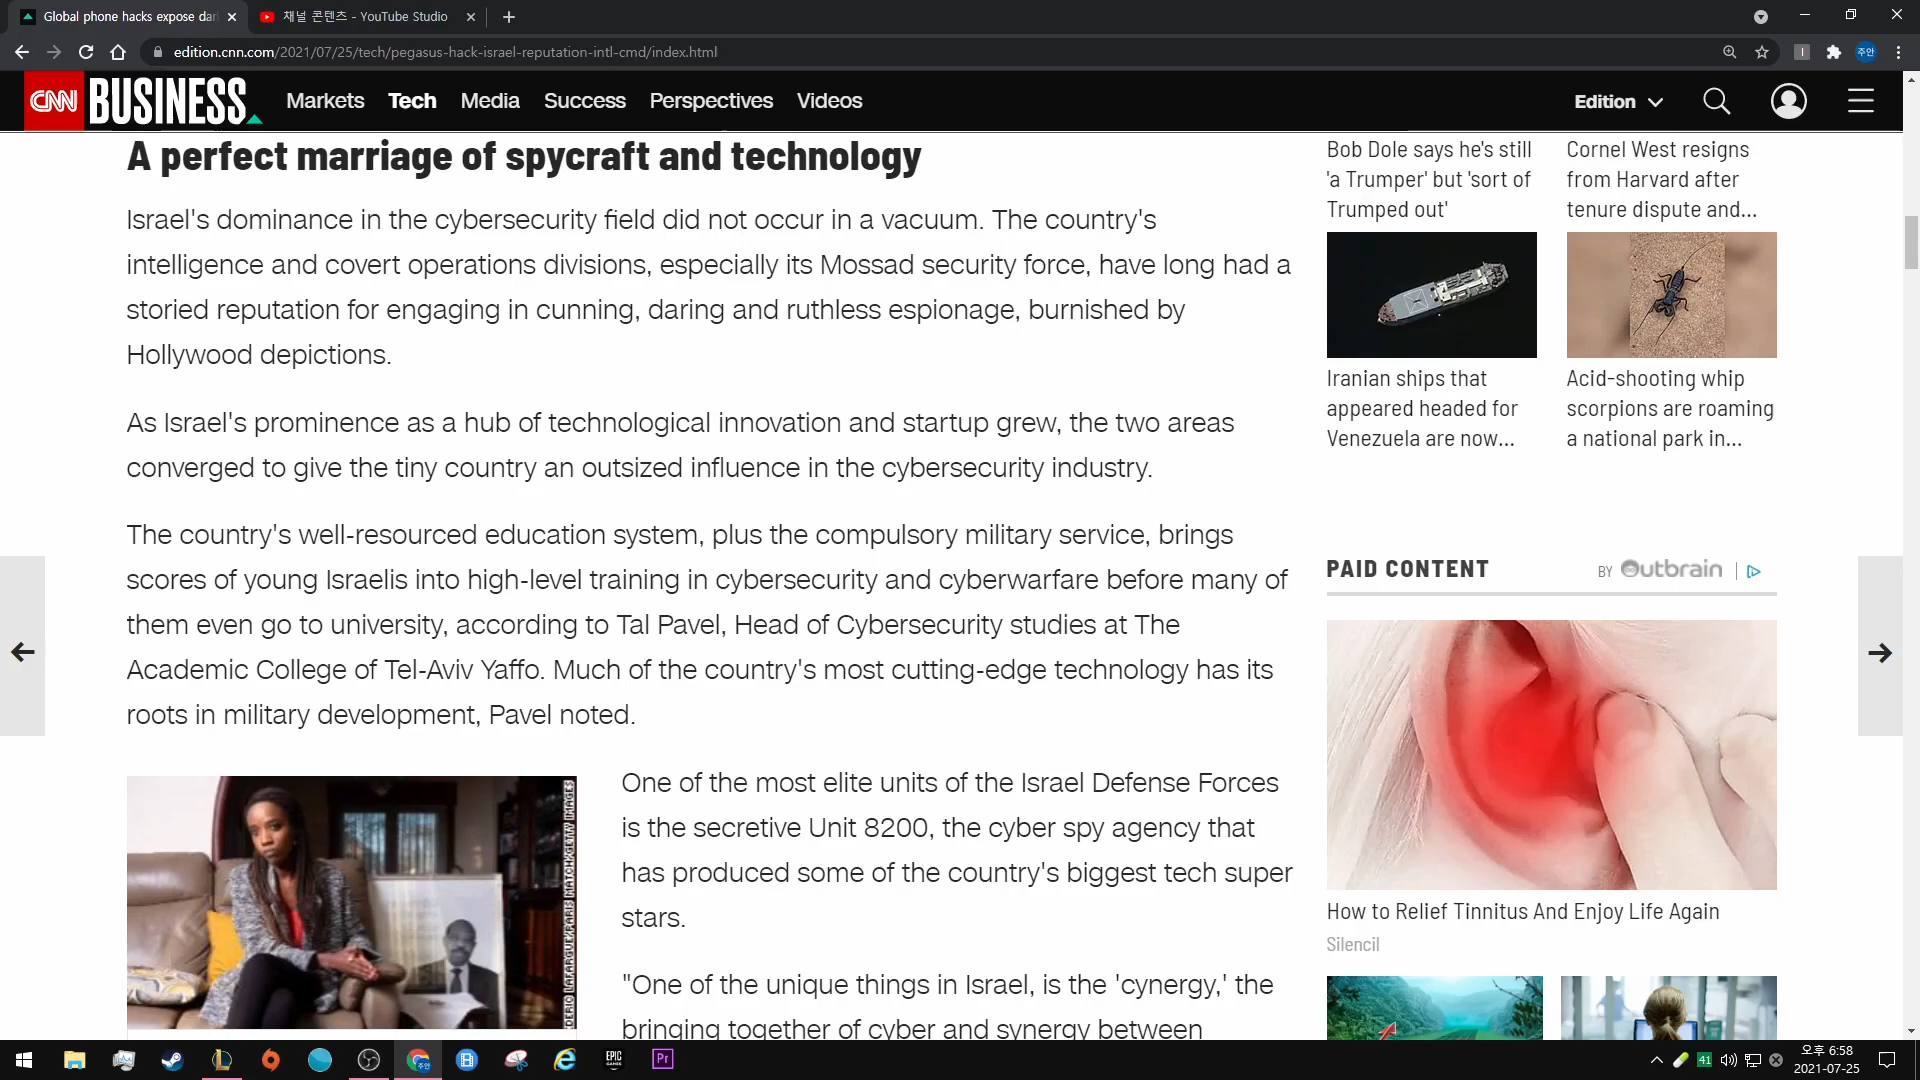 Global phone hacks expose dar
채널 콘텐츠 - YouTube Studio
edition.cnn.com/2021/07/25/tech/pegasus-hack-israel-reputation-intl-cmd/index.html
주안
CNN BUSINESS
Markets Tech Media Success Perspectives Videos
Edition
A perfect marriage of spycraft and technology
Israel's dominance in the cybersecurity field did not occur in a vacuum. The country's
intelligence and covert operations divisions, especially its Mossad security force, have long had a
storied reputation for engaging in cunning, daring and ruthless espionage, burnished by
Hollywood depictions.
As Israel's prominence as a hub of technological innovation and startup grew, the two areas
converged to give the tiny country an outsized influence in the cybersecurity industry.
The country's well-resourced education system, plus the compulsory military service, brings
scores of young Israelis into high-level training in cybersecurity and cyberwarfare before many of
them even go to university, according to Tal Pavel, Head of Cybersecurity studies at The
Academic College of Tel-Aviv Yaffo. Much of the country's most cutting-edge technology has its
roots in military development, Pavel noted.
One of the most elite units of the Israel Defense Forces
is the secretive Unit 8200, the cyber spy agency that
has produced some of the country's biggest tech super
stars.
"One of the unique things in Israel, is the 'cynergy,' the
bringing together of cyber and synergy between
DERIC LAFARGUE/PARIS MATCH/GETTY IMAGES
Bob Dole says he's still
'a Trumper' but 'sort of
Trumped out'
Cornel West resigns
from Harvard after
tenure dispute and...
Iranian ships that
appeared headed for
Venezuela are now...
Acid-shooting whip
scorpions are roaming
a national park in...
PAID CONTENT
BY Outbrain
How to Relief Tinnitus And Enjoy Life Again
Silencil
주안
EPIC
GAMES
Pr
41
오후 6:58
2021-07-25